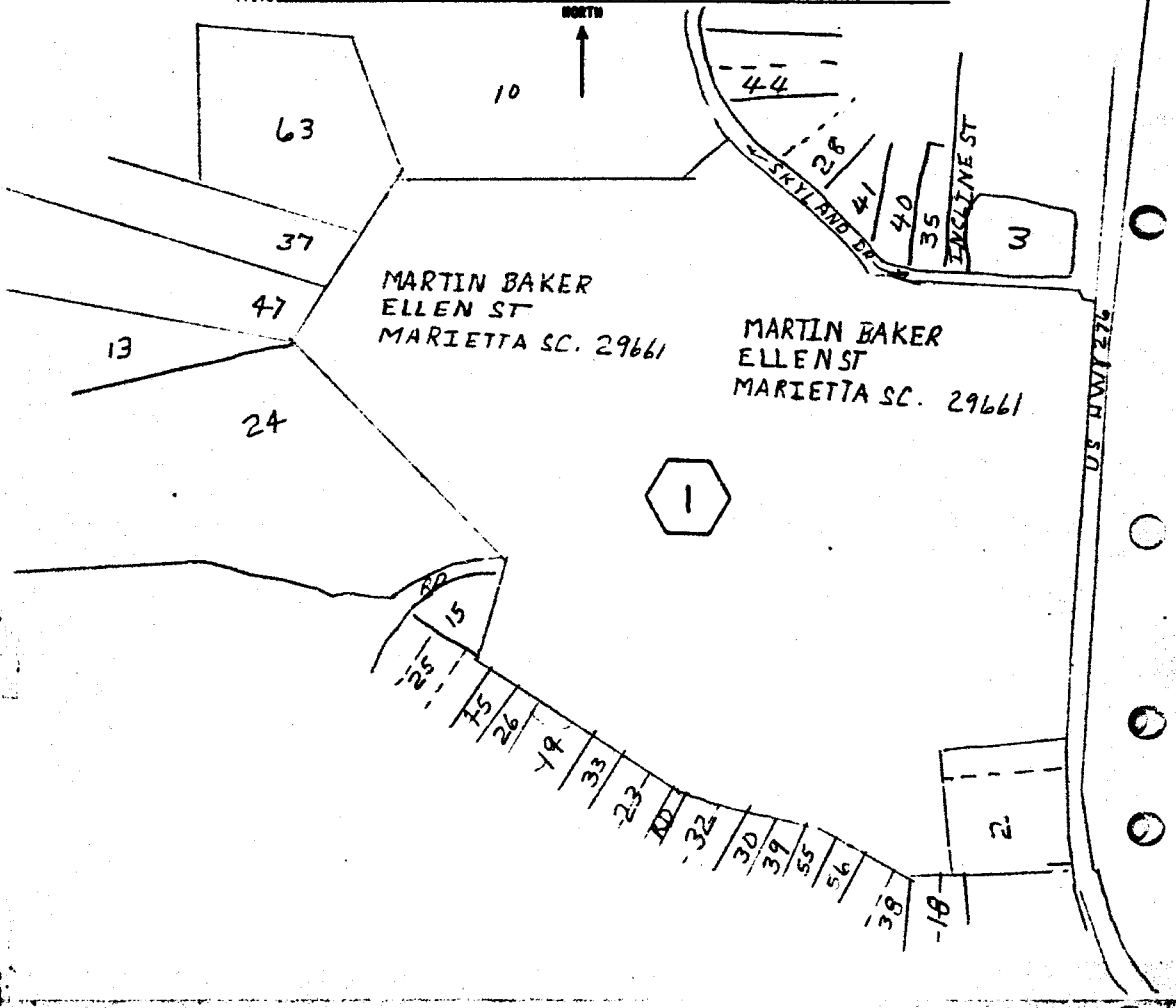 NORTH
10
63
44
28
41
40
35
INCLINE ST
3
SKYLAND DR
37
47
13
24
MARTIN BAKER
ELLEN ST
MARIETTA SC. 29661
MARTIN BAKER
ELLEN ST
MARIETTA SC. 29661
US HWY 276
1
RD
15
25
45
26
19
33
23
RD
32
30
39
55
56
38
18
2